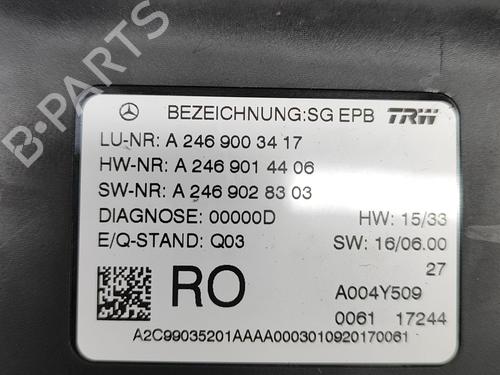 B-PARTS
BEZEICHNUNG:SG EPB TRW
LU-NR: A 246 900 34 17
HW-NR: A 246 901 44 06
SW-NR: A 246 902 83 03
DIAGNOSE: 00000D HW: 15/33
E/Q-STAND: Q03 SW: 16/06.00
27
RO A004Y509
0061 17244
A2C99035201AAAA0003010920170061